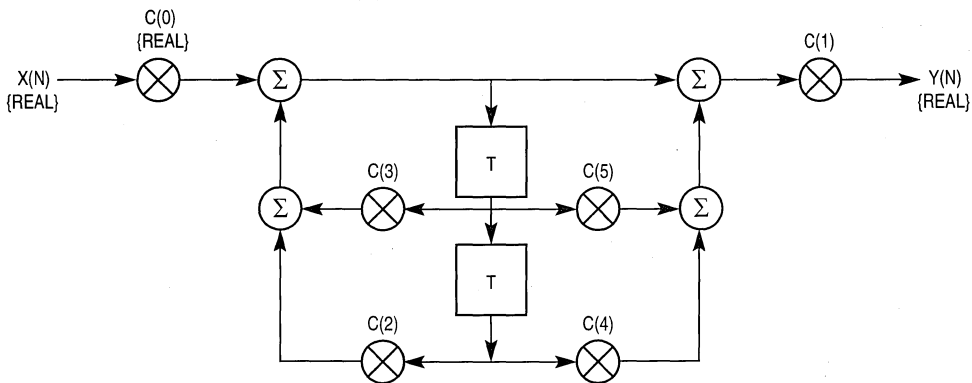 C(0)
{REAL}
C(1)
X(N)
{REAL}
Σ
Σ
Y(N)
{REAL}
T
C(3)
C(5)
Σ
Σ
T
C(2)
C(4)